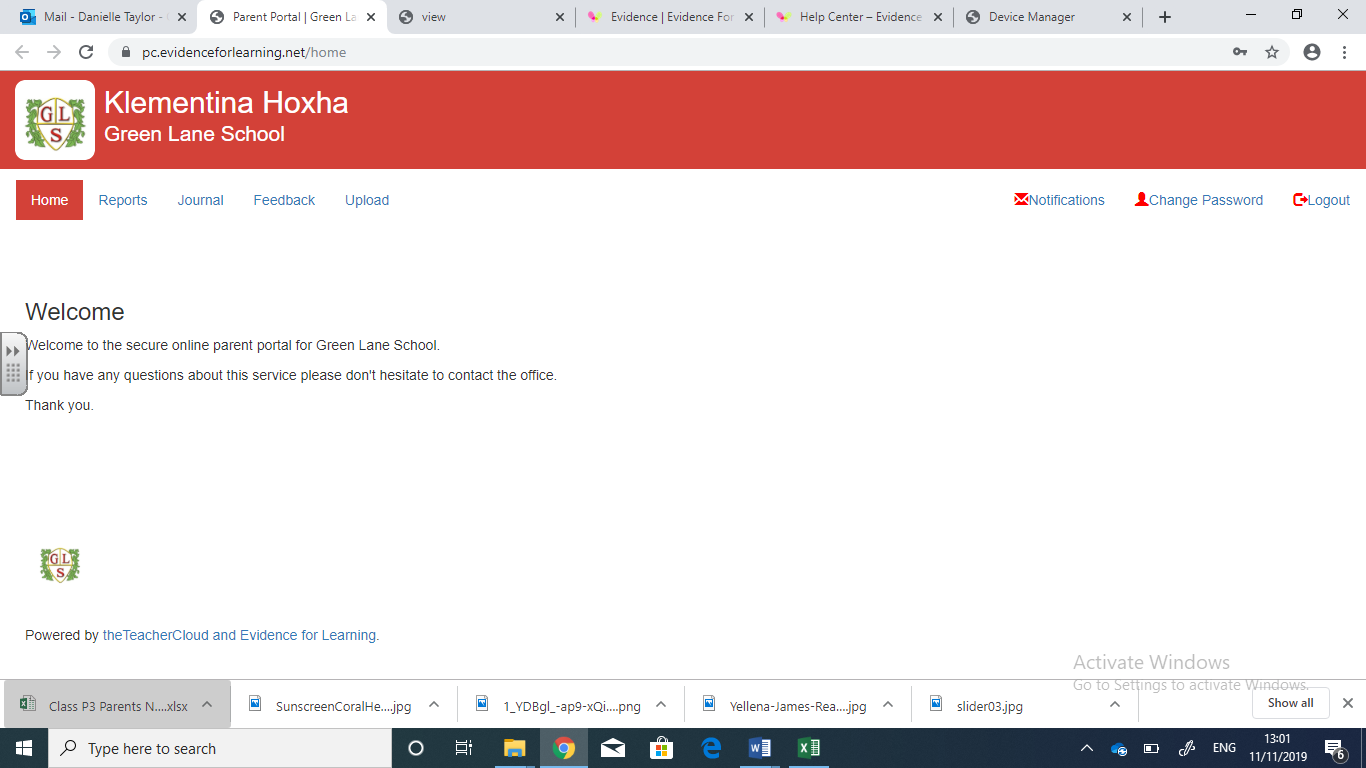 Mail - Danielle Taylor -
Parent Portal | Green La
view
Evidence | Evidence For
Help Center – Evidence
Device Manager
pc.evidenceforlearning.net/home
GL
S
Klementina Hoxha
Green Lane School
Home
Reports
Journal
Feedback
Upload
Notifications
Change Password
Logout
Welcome
Welcome to the secure online parent portal for Green Lane School.
If you have any questions about this service please don't hesitate to contact the office.
Thank you.
GL
S
Powered by theTeacherCloud and Evidence for Learning.
Activate Windows
Go to Settings to activate Windows.
Class P3 Parents N....xlsx
SunscreenCoralHe....jpg
1_YDBgl_-ap9-xQi....png
Yellena-James-Rea....jpg
slider03.jpg
Show all
Type here to search
ENG
13:01
11/11/2019
6